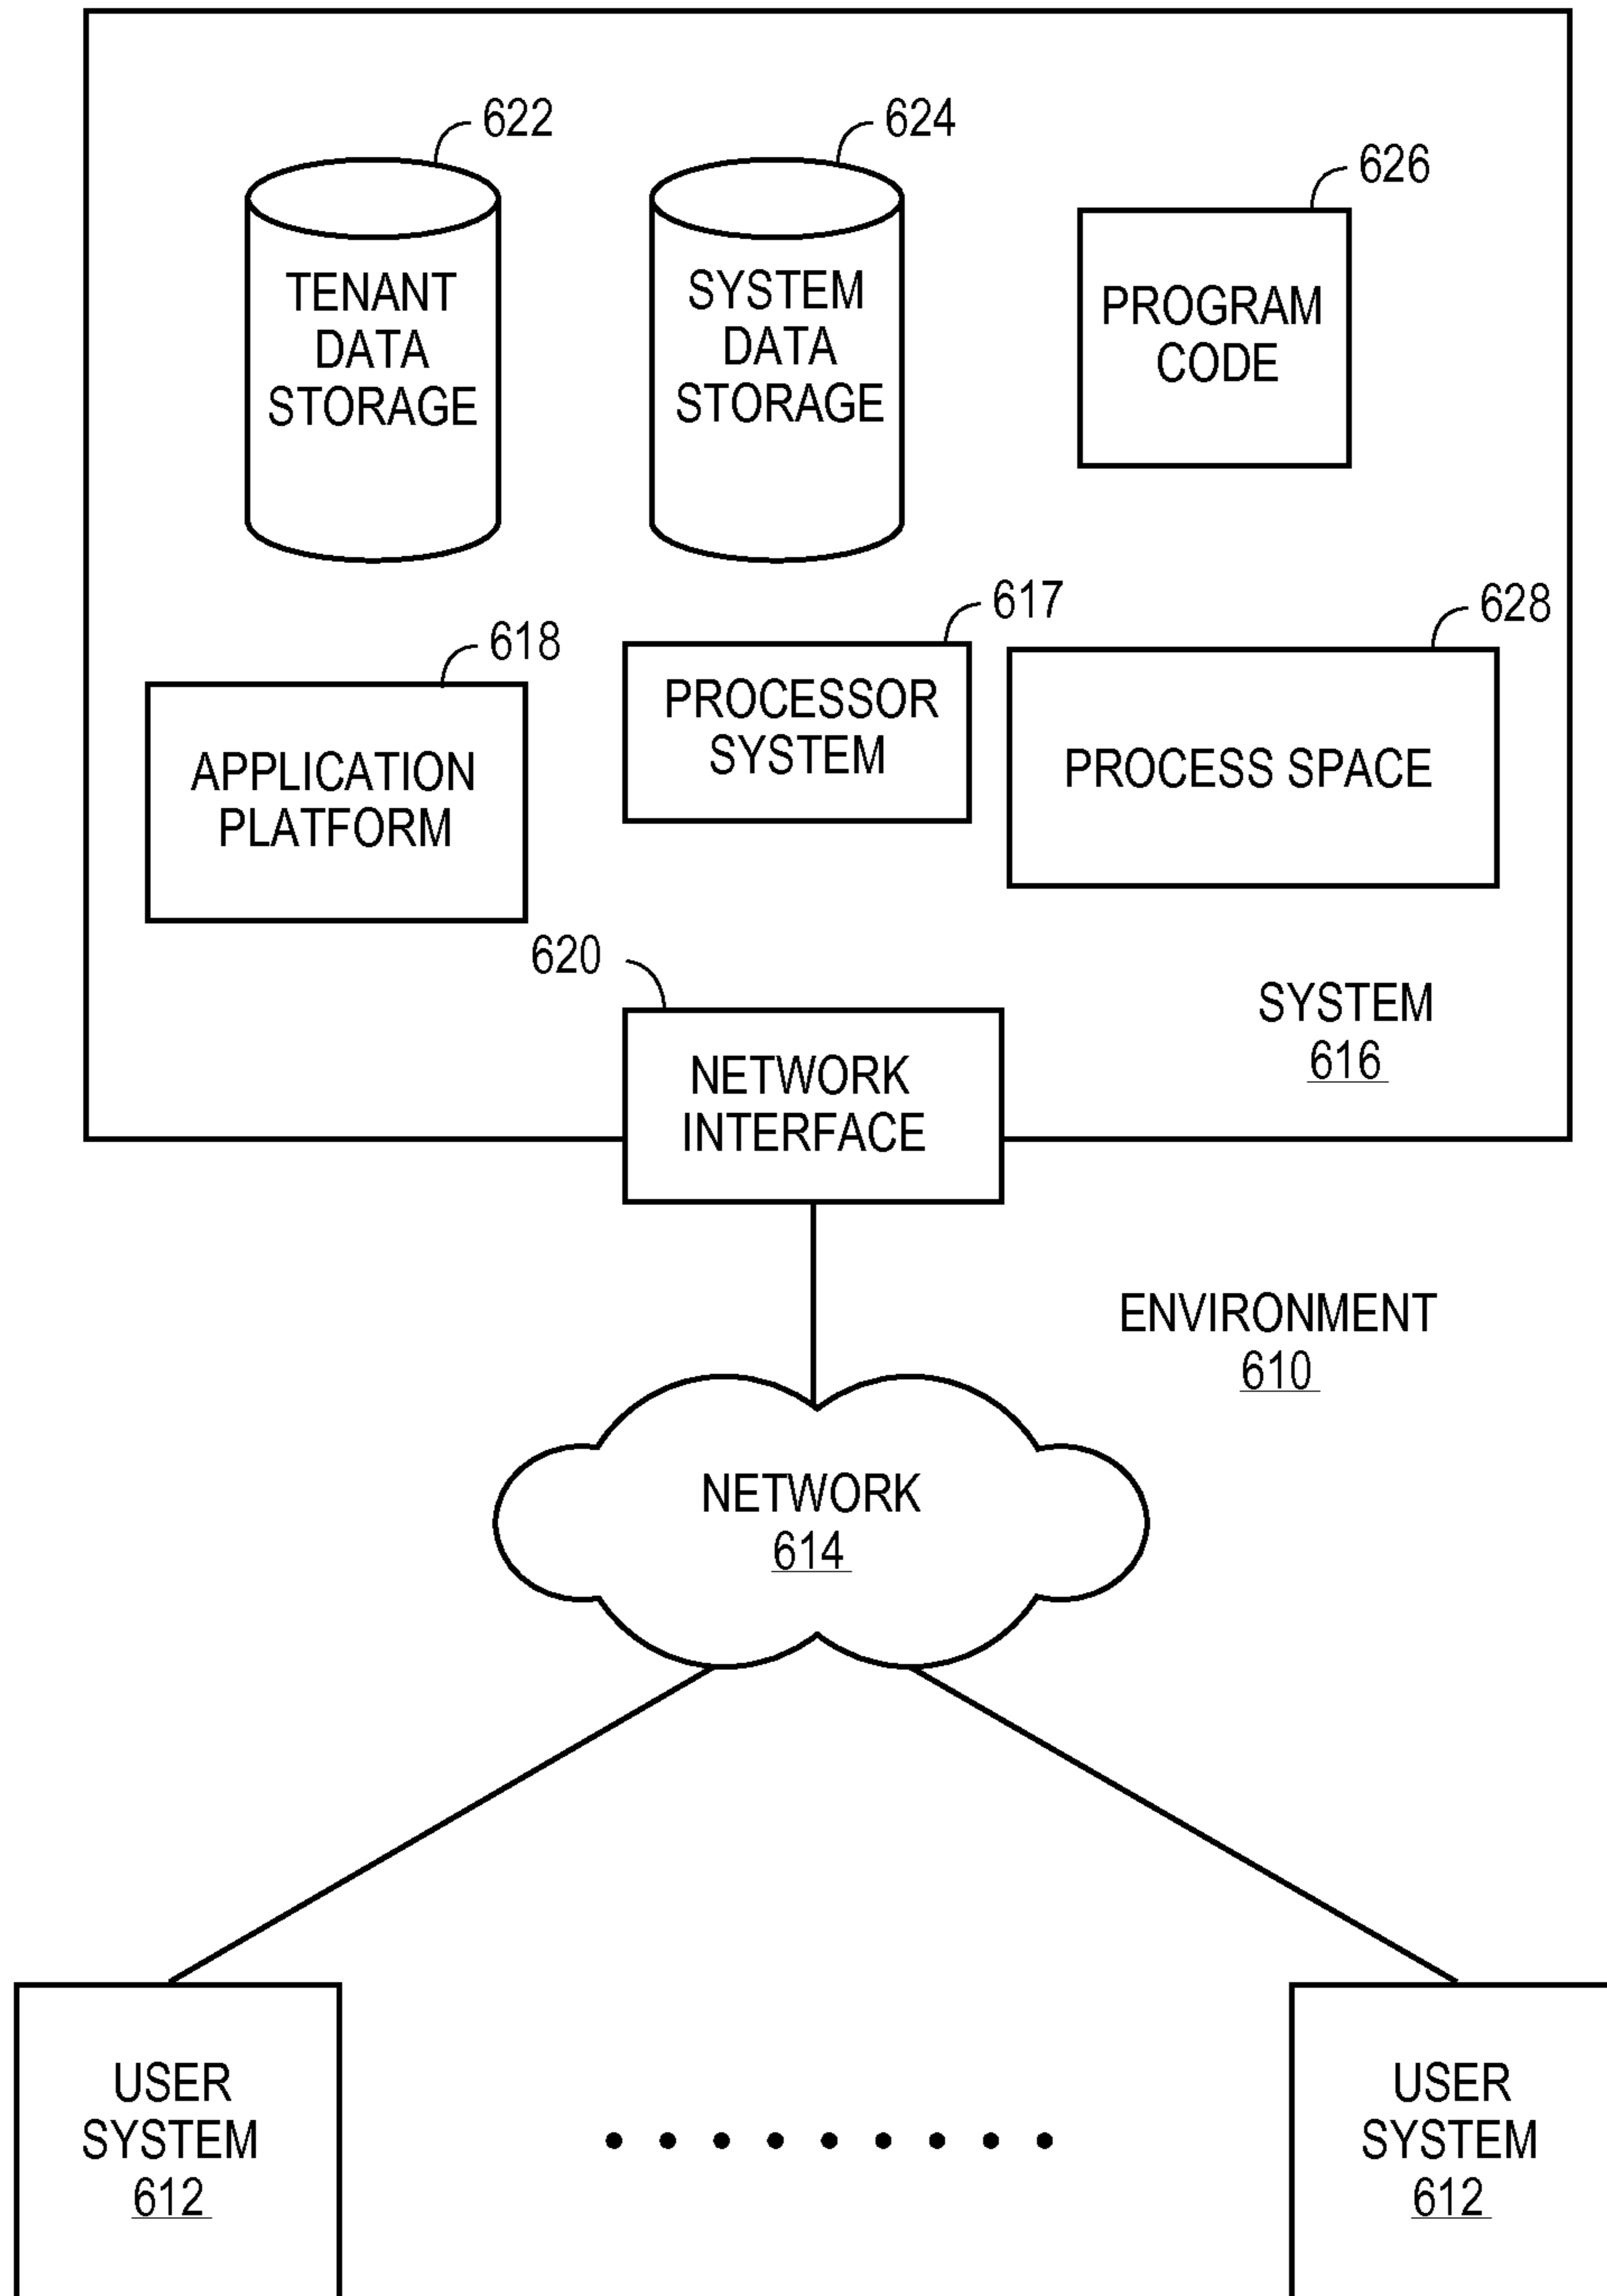 622
624
626
TENANT
DATA
STORAGE
SYSTEM
DATA
STORAGE
PROGRAM
CODE
618
617
628
APPLICATION
PLATFORM
PROCESSOR
SYSTEM
PROCESS SPACE
620
NETWORK
INTERFACE
SYSTEM
616
ENVIRONMENT
610
NETWORK
614
USER
SYSTEM
612
USER
SYSTEM
612